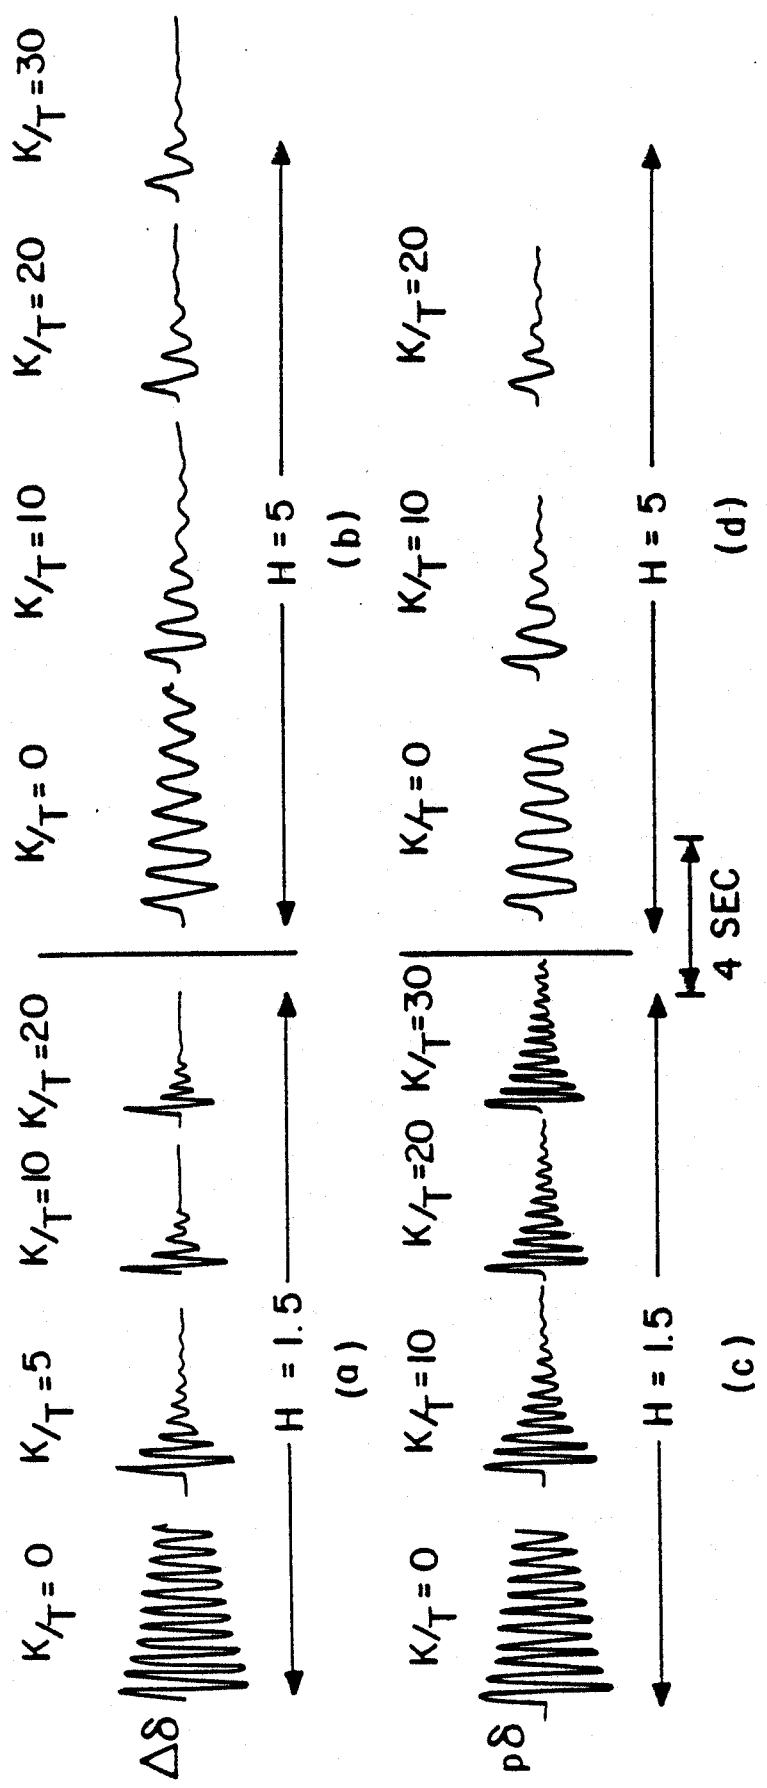 K/T=0 K/T=5 K/T=10 K/T=20 K/T=0 K/T=10 K/T=20 K/T=30
Δδ
H = 1.5 H = 5
(a) (b)
K/T=0 K/T=10 K/T=20 K/T=30 K/T=0 K/T=10 K/T=20
pδ
H = 1.5 H = 5
4 SEC
(c) (d)